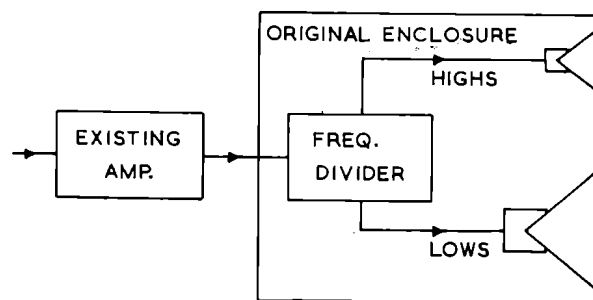 ORIGINAL ENCLOSURE
HIGHS
EXISTING
AMP.
FREQ.
DIVIDER
LOWS